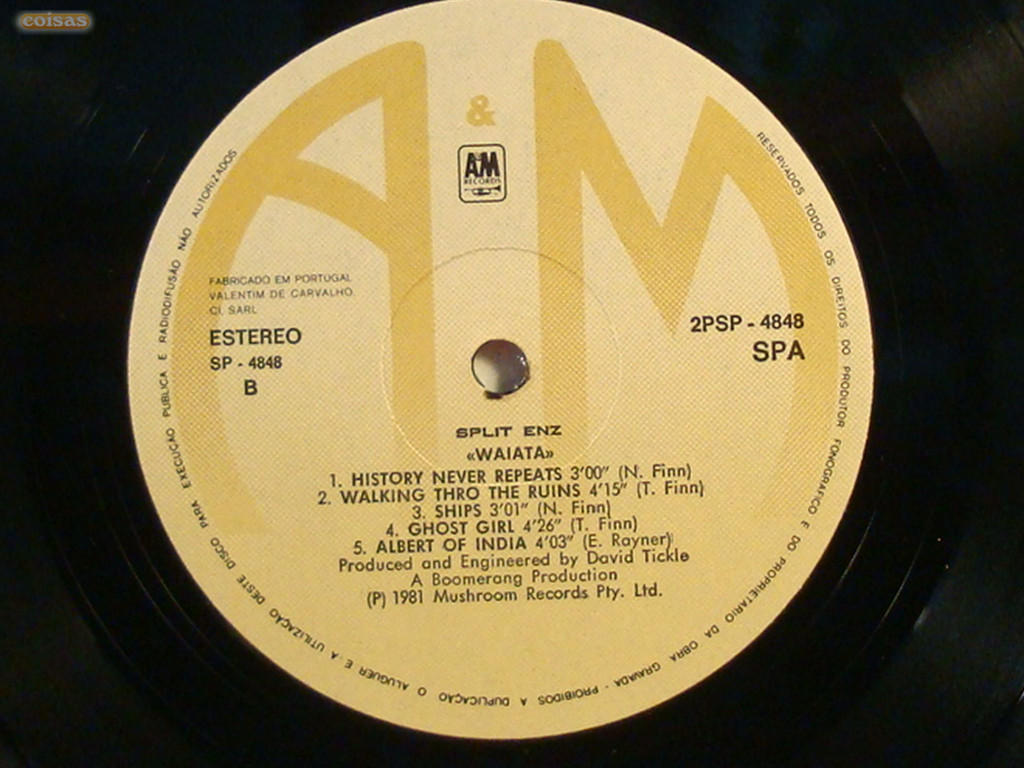 coisas
A & M
AM
RECORDS
RESERVADOS TODOS OS DIREITOS DO PRODUTOR FONOGRAFICO E DO PROPRIETARIO DA OBRA GRAVADA - PROIBIDOS A DUPLICAÇÃO O ALUGUER E A UTILIZAÇÃO DESTE DISCO PARA EXECUÇÃO PUBLICA E RADIODIFUSÃO NÃO AUTORIZADOS
FABRICADO EM PORTUGAL
VALENTIM DE CARVALHO.
CI. SARL
ESTEREO
SP - 4848
B
2PSP - 4848
SPA
SPLIT ENZ
«WAIATA»
1. HISTORY NEVER REPEATS 3'00" (N. Finn)
2. WALKING THRO THE RUINS 4'15" (T. Finn)
3. SHIPS 3'01" (N. Finn)
4. GHOST GIRL 4'26" (T. Finn)
5. ALBERT OF INDIA 4'03" (E. Rayner)
Produced and Engineered by David Tickle
A Boomerang Production
(P) 1981 Mushroom Records Pty. Ltd.